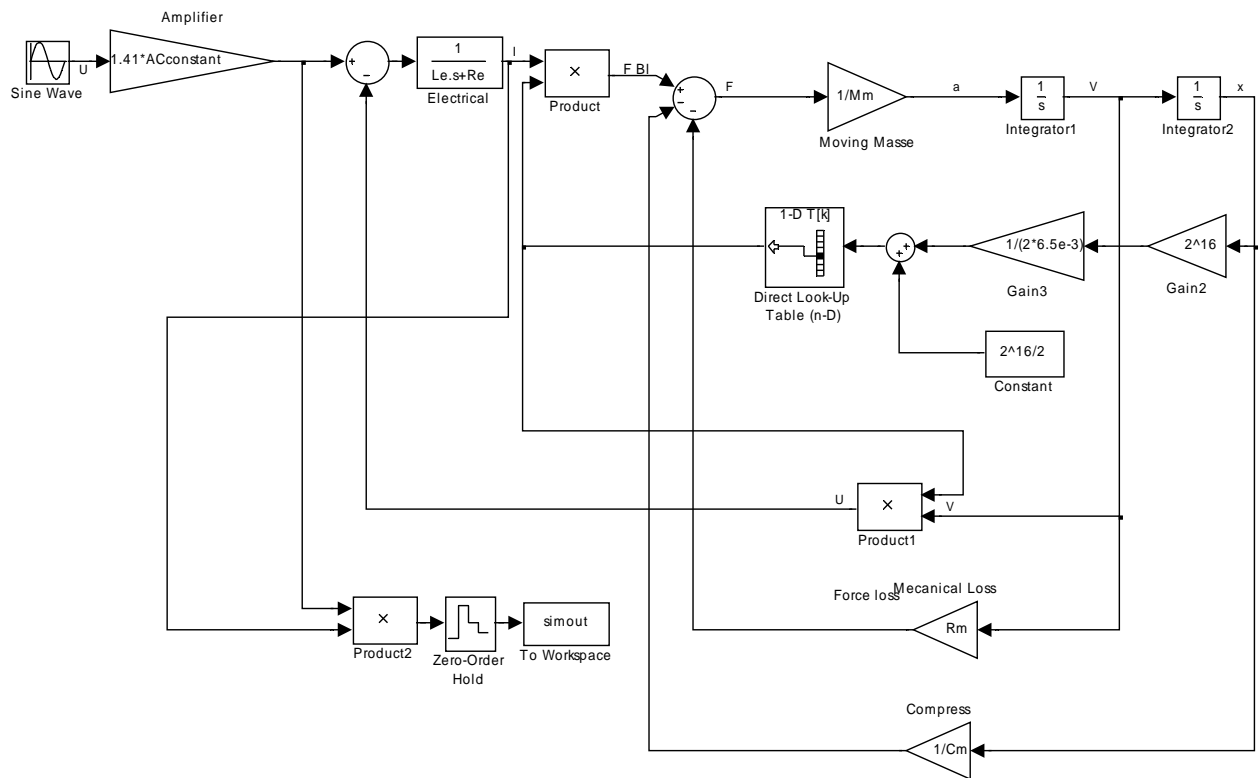 Amplifier
1.41*ACconstant
U
Sine Wave
+
−
1
Le.s+Re
Electrical
I
×
Product
F Bl
+
−
−
F
1/Mm
Moving Masse
a
1
s
Integrator1
V
1
s
Integrator2
x
1-D T[k]
Direct Look-Up
Table (n-D)
+
+
1/(2*6.5e-3)
Gain3
2^16
Gain2
2^16/2
Constant
U
×
V
Product1
Force loss
Mecanical Loss
Rm
×
Product2
Zero-Order
Hold
simout
To Workspace
Compress
1/Cm